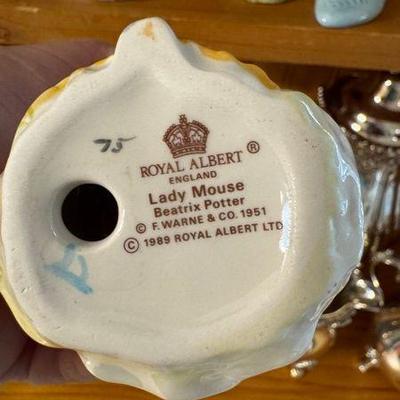 75
ROYAL ALBERT ®
ENGLAND
Lady Mouse
Beatrix Potter
© F. WARNE & CO. 1951
© 1989 ROYAL ALBERT LTD